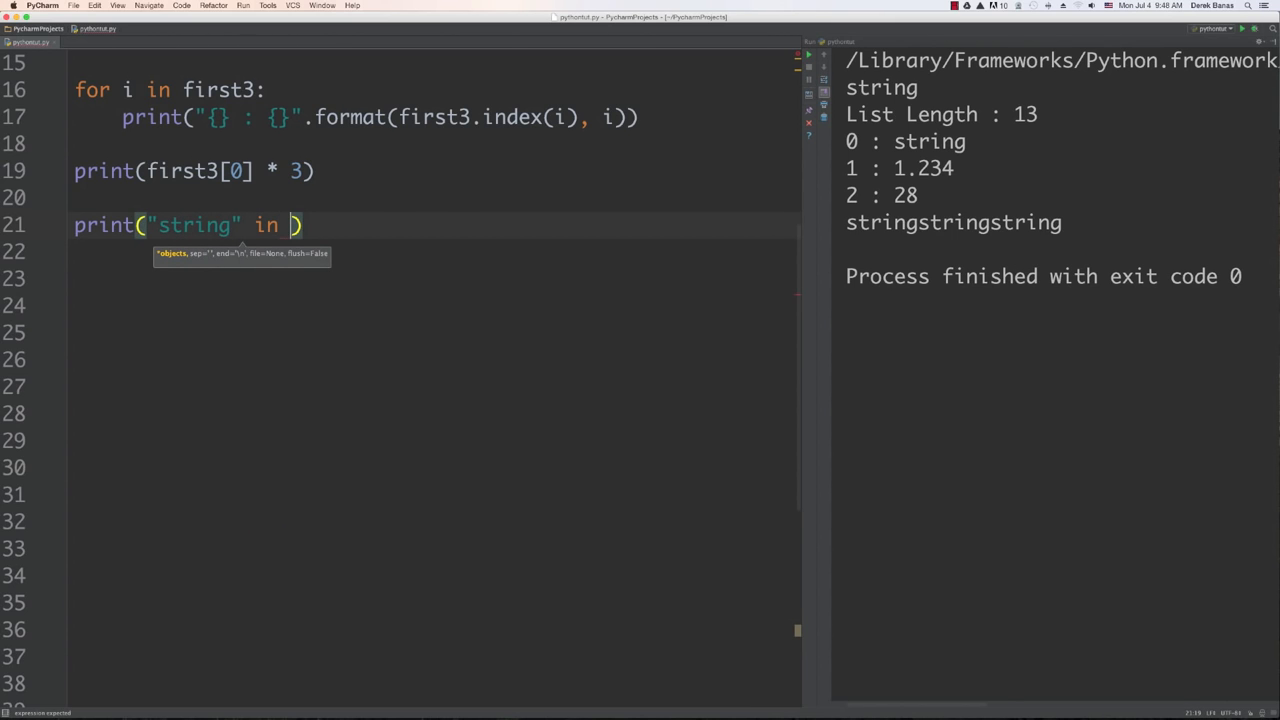 PyCharm File Edit View Navigate Code Refactor Run Tools VCS Window Help
10 Mon Jul 4 9:48 AM Derek Banas
pythontut.py - PycharmProjects - [~/PycharmProjects]
PycharmProjects pythontut.py
pythontut
pythontut.py
Run pythontut
15
16 for i in first3:
17 print("{} : {}".format(first3.index(i), i))
18
19 print(first3[0] * 3)
20
21 print("string" in )
22 *objects, sep='', end='\n', file=None, flush=False
23
24
25
26
27
28
29
30
31
32
33
34
35
36
37
38
/Library/Frameworks/Python.framework
string
List Length : 13
0 : string
1 : 1.234
2 : 28
stringstringstring
Process finished with exit code 0
expression expected
21:19 LF‡ UTF-8‡